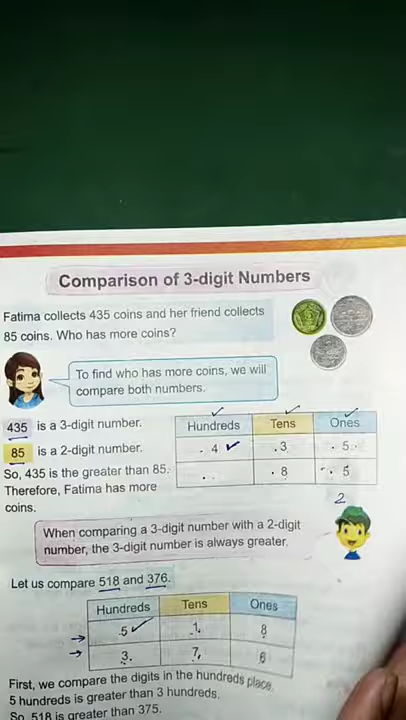 Comparison of 3-digit Numbers
Fatima collects 435 coins and her friend collects
85 coins. Who has more coins?
To find who has more coins, we will
compare both numbers.
435 is a 3-digit number.
85 is a 2-digit number.
So, 435 is the greater than 85.
Therefore, Fatima has more
coins.
Hundreds Tens Ones
4 3 5
8 5
2
When comparing a 3-digit number with a 2-digit
number, the 3-digit number is always greater.
Let us compare 518 and 376.
Hundreds Tens Ones
5 1 8
3 7 6
First, we compare the digits in the hundreds place.
5 hundreds is greater than 3 hundreds.
So, 518 is greater than 375.